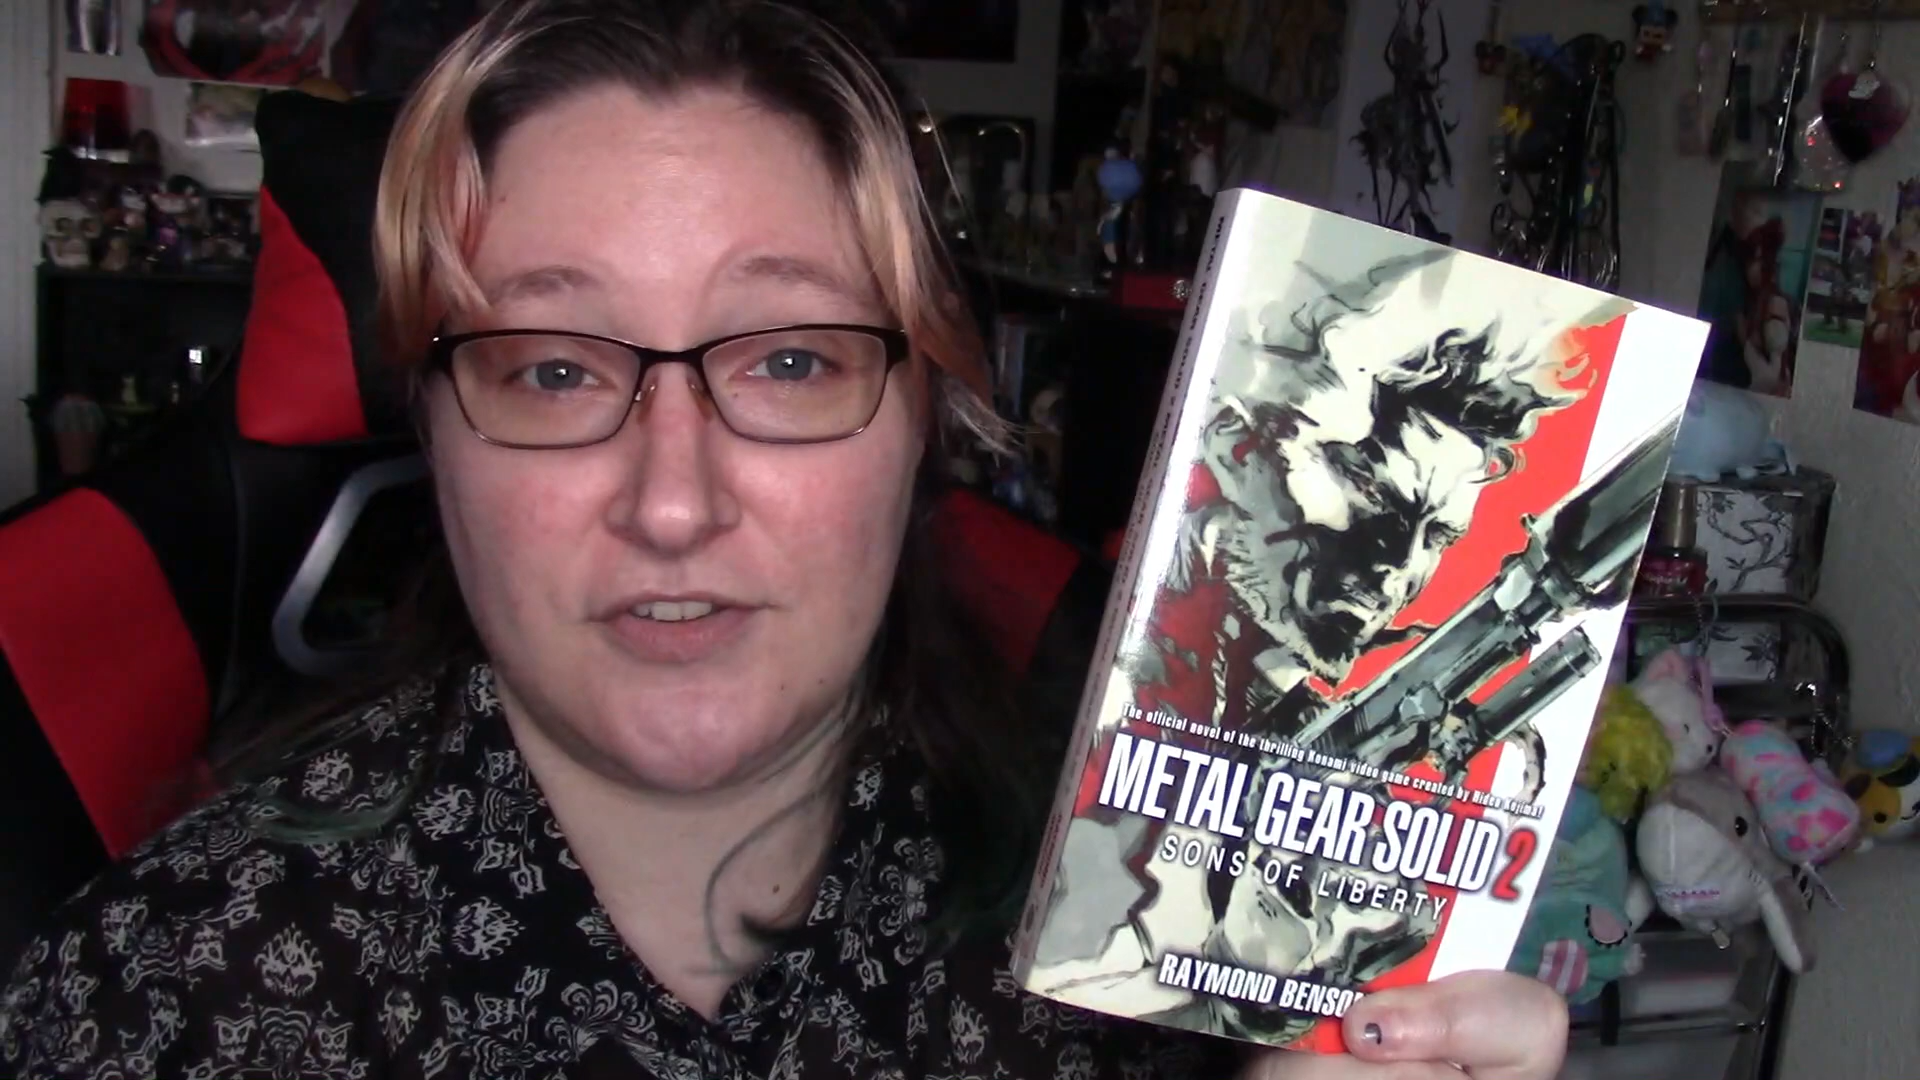 The official novel of the thrilling Konami video game created by Hideo Kojima!
METAL GEAR SOLID 2
SONS OF LIBERTY
RAYMOND BENSON